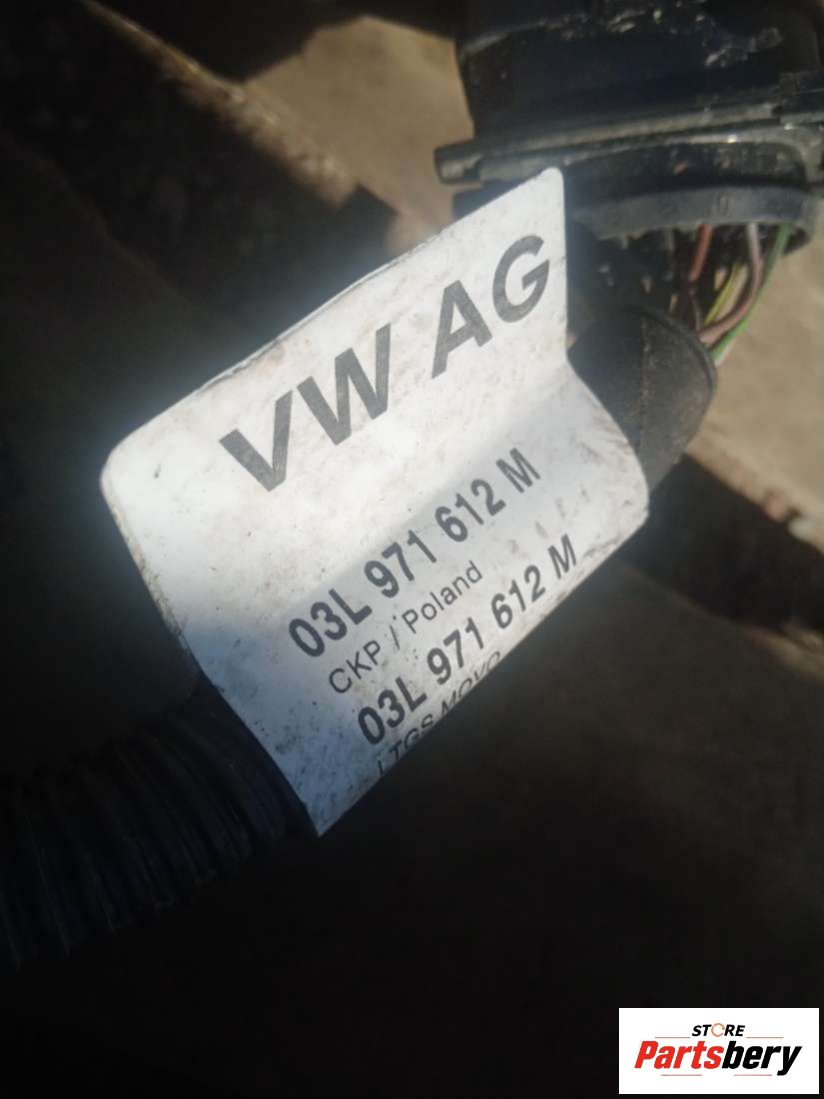 VW AG
03L 971 612 M
CKP / Poland
03L 971 612 M
STORE
Partsbery